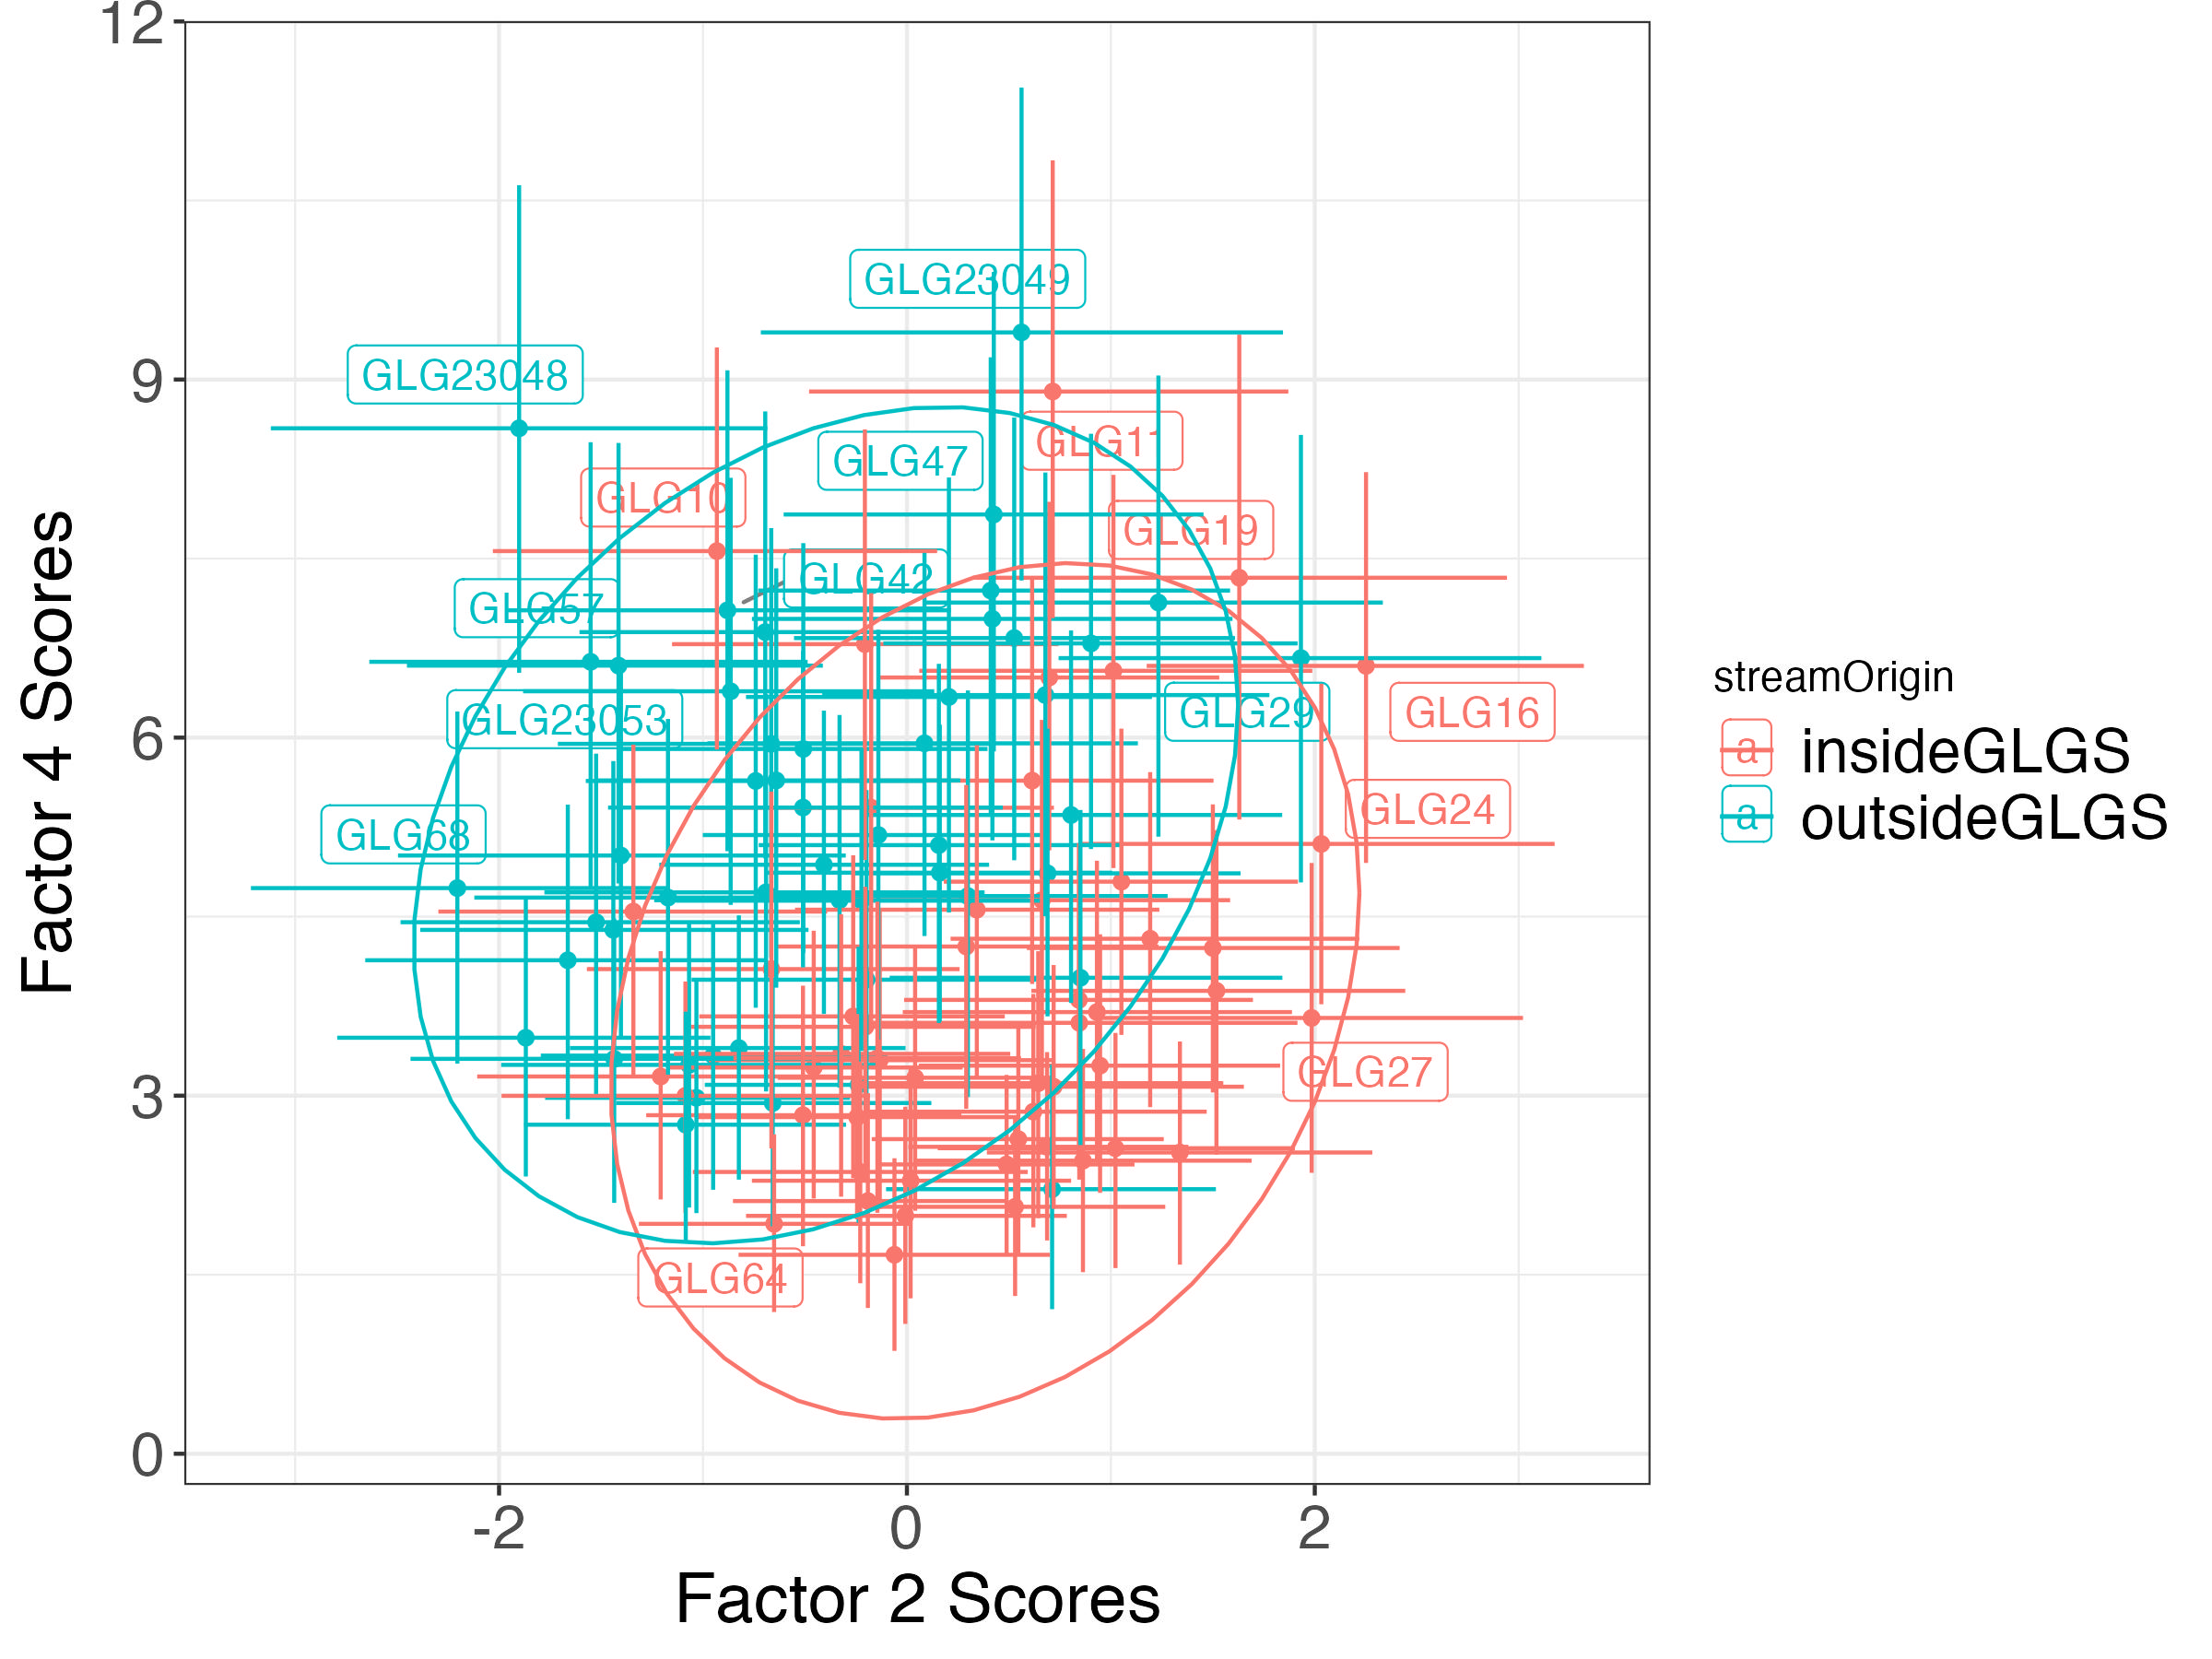 12
9
6
3
0
-2
0
2
Factor 4 Scores
Factor 2 Scores
GLG23049
GLG23048
GLG11
GLG47
GLG10
GLG19
GLG42
GLG57
GLG23053
GLG29
GLG16
GLG24
GLG68
GLG27
GLG64
streamOrigin
a insideGLGS
a outsideGLGS